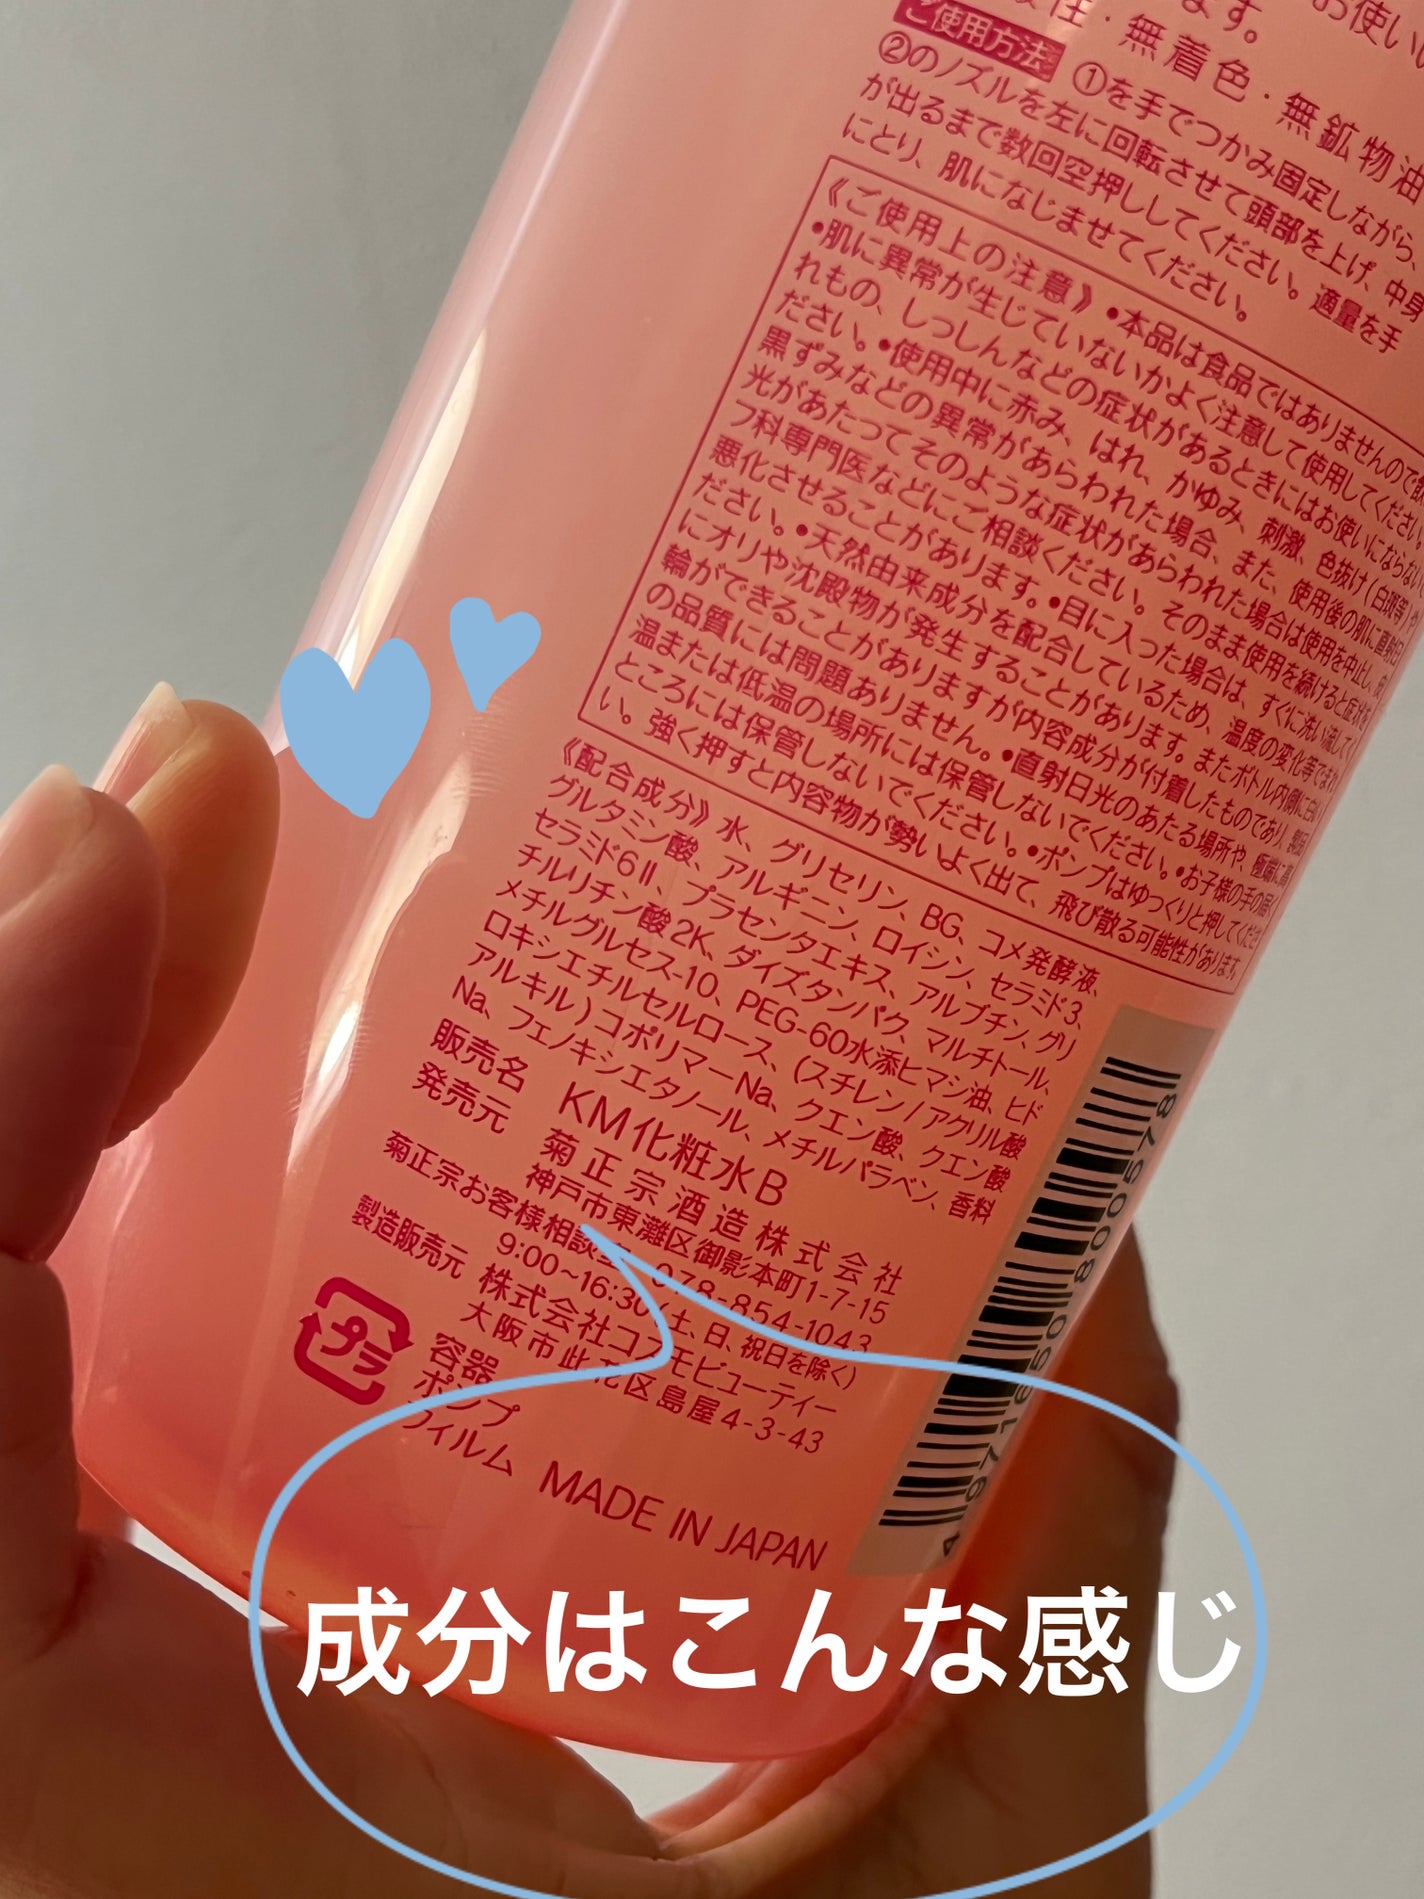 ます。
お使い
性・無着色・無鉱物油
ご使用方法
①を手でつかみ固定しながら、
②のノズルを左に回転させて頭部を上げ、中身
が出るまで数回空押ししてください。適量を手
にとり、肌になじませてください。
《ご使用上の注意》●本品は食品ではありませんので
●肌に異常が生じていないかよく注意して使用してください。
れもの、しっしんなどの症状があるときにはお使いにならない
ださい。●使用中に赤み、はれ、かゆみ、刺激、色抜け(白斑等)や
黒ずみなどの異常があらわれた場合、また、使用後の肌に直射日
光があたってそのような症状があらわれた場合は使用を中止し、皮
フ科専門医などにご相談ください。そのまま使用を続けると症状を
悪化させることがあります。●目に入った場合は、すぐに洗い流してく
ださい。●天然由来成分を配合しているため、温度の変化等でまれ
にオリや沈殿物が発生することがあります。またボトル内側に白い
輪ができることがありますが内容成分が付着したものであり、製品
の品質には問題ありません。●直射日光のあたる場所や、極端に高
温または低温の場所には保管しないでください。●お子様の手の届く
ところには保管しないでください。●ポンプはゆっくりと押してくださ
い。強く押すと内容物が勢いよく出て、飛び散る可能性があります。
《配合成分》水、グリセリン、BG、コメ発酵液、
グルタミン酸、アルギニン、ロイシン、セラミド3、
セラミド6Ⅱ、プラセンタエキス、アルブチン、グリ
チルリチン酸2K、ダイズタンパク、マルチトール、
メチルグルセス-10、PEG-60水添ヒマシ油、ヒド
ロキシエチルセルロース、(スチレン/アクリル酸
アルキル)コポリマーNa、クエン酸、クエン酸
Na、フェノキシエタノール、メチルパラベン、香料
販売名 KM化粧水B
発売元 菊正宗酒造株式会社
神戸市東灘区御影本町1-7-15
菊正宗お客様相談室 078-854-1043
9:00~16:30(土、日、祝日を除く)
製造販売元 株式会社コスモビューティー
大阪市此花区島屋4-3-43
プラ
容器
ポンプ
フィルム
MADE IN JAPAN
4 971650 800578
成分はこんな感じ